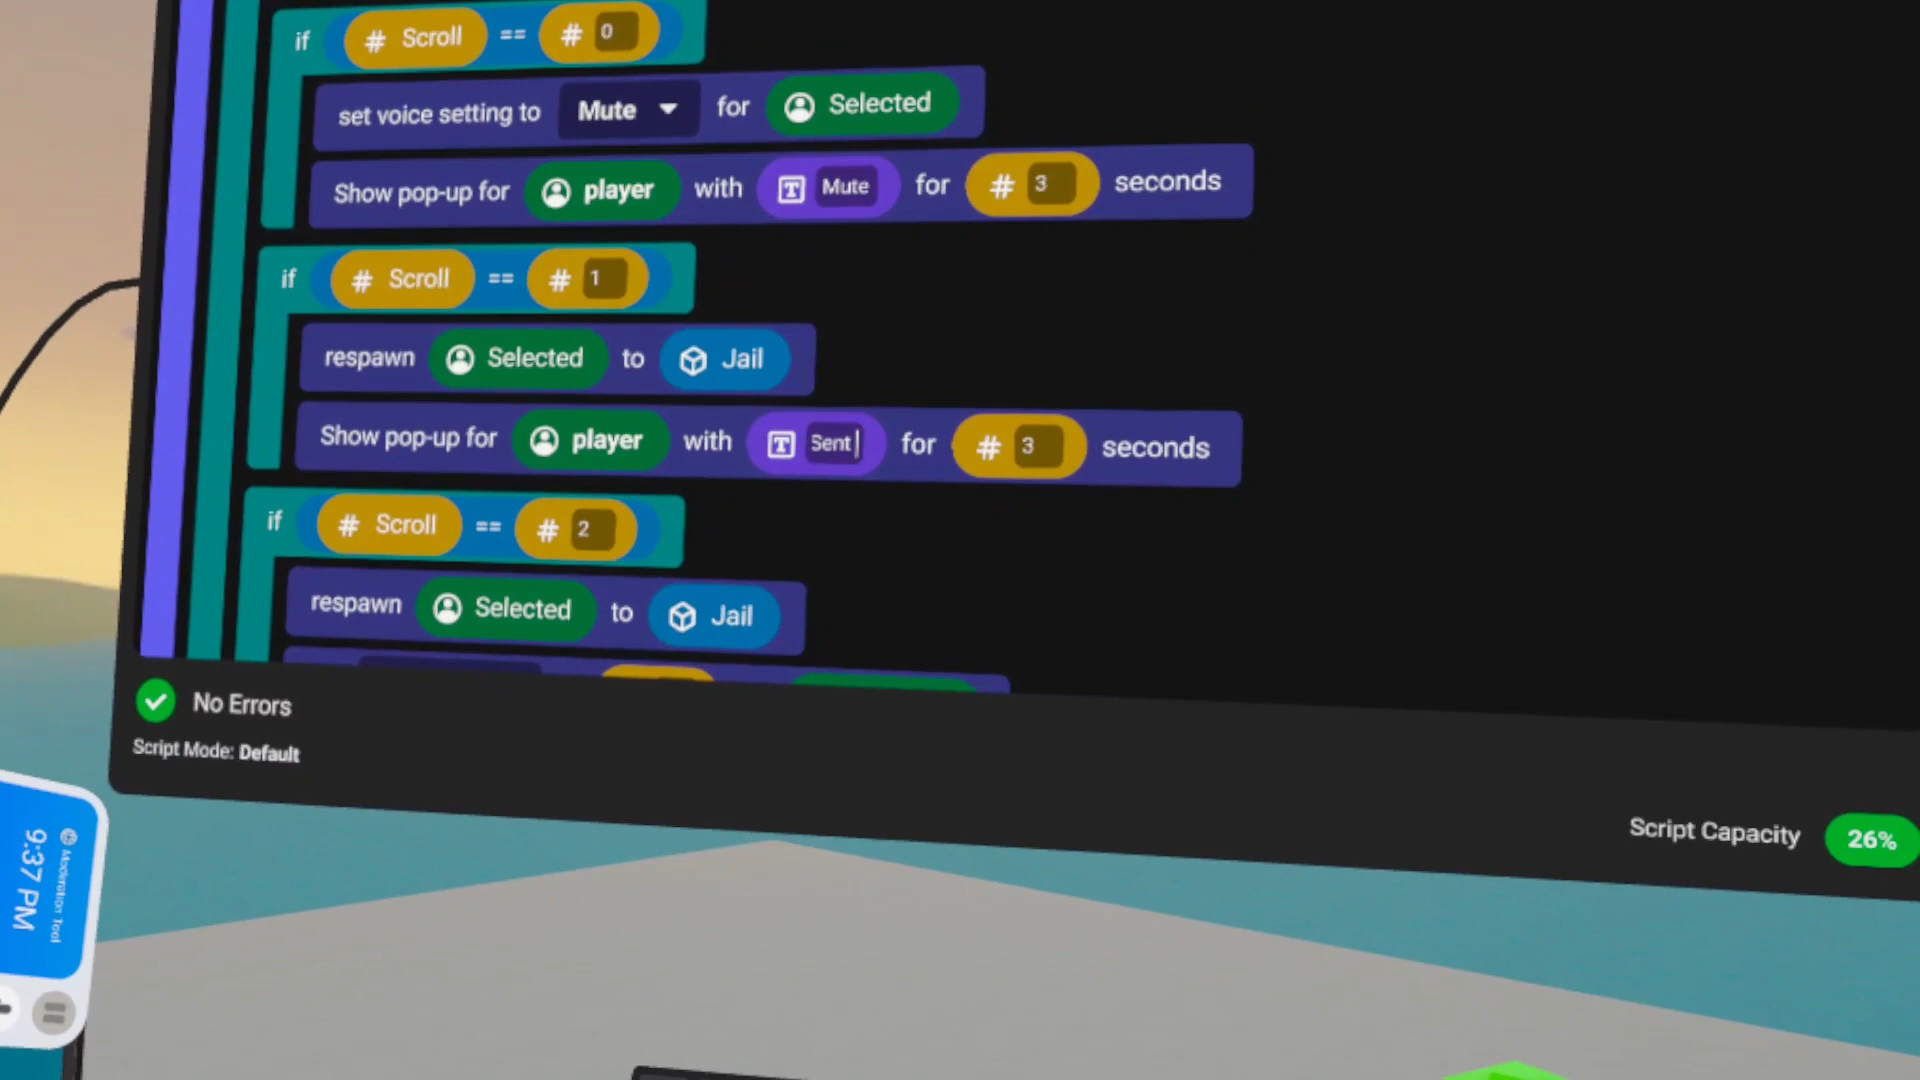 if # Scroll == # 0
set voice setting to Mute for Selected
Show pop-up for player with T Mute for # 3 seconds
if # Scroll == # 1
respawn Selected to Jail
Show pop-up for player with T Sent for # 3 seconds
if # Scroll == # 2
respawn Selected to Jail
No Errors
Script Mode: Default
Script Capacity 26%
Moderation Tool
9:37 PM